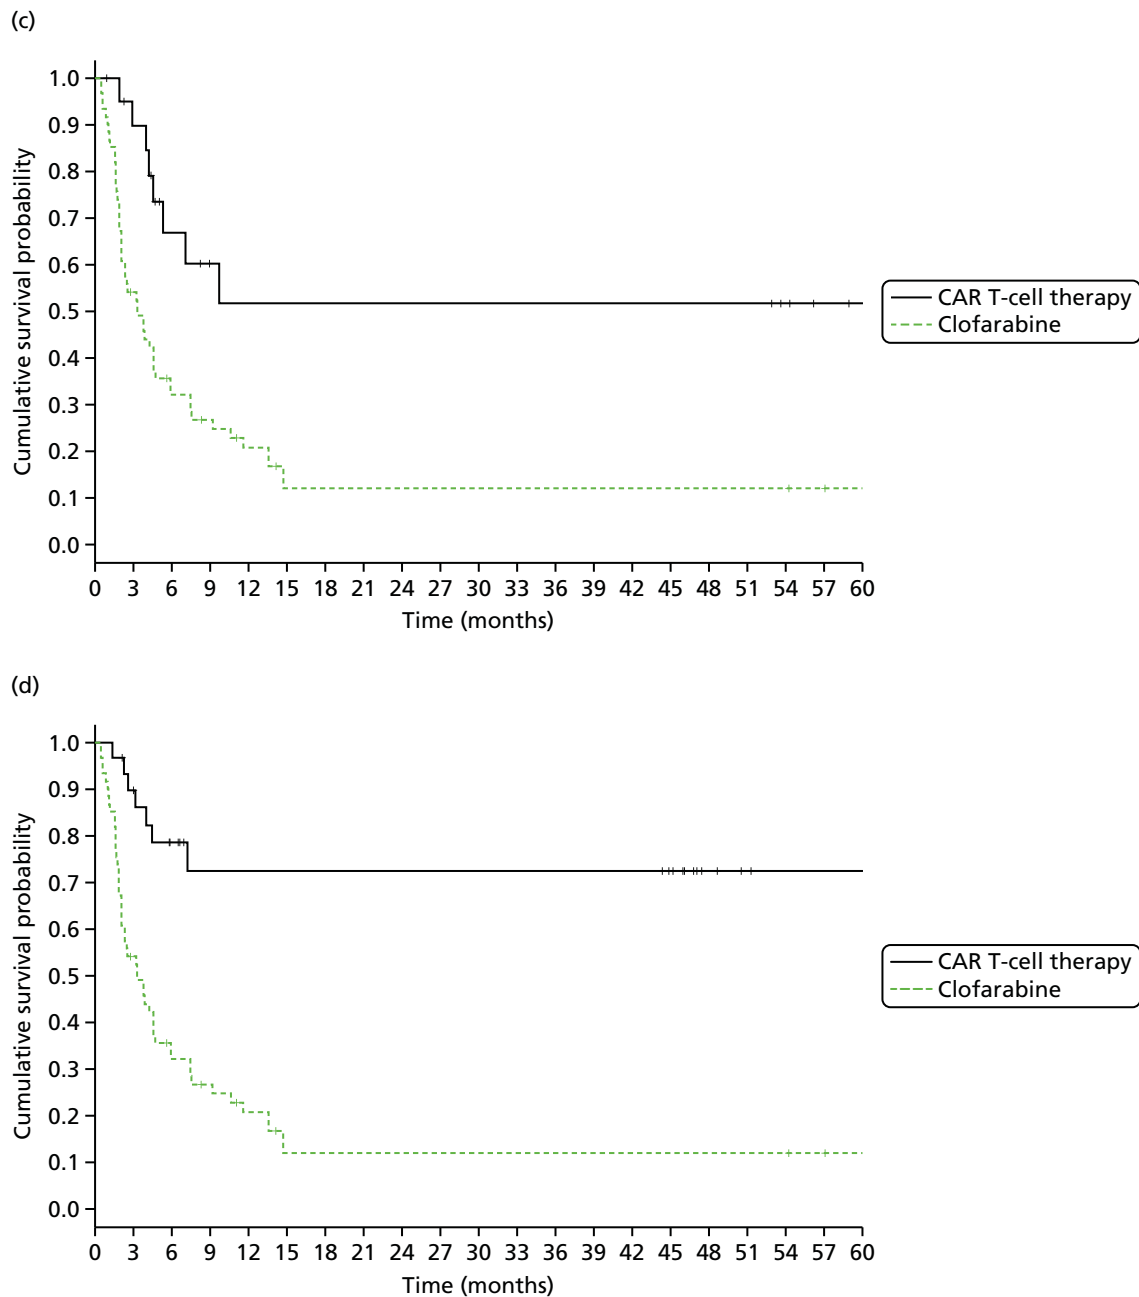 (c)
Cumulative survival probability
1.0
0.9
0.8
0.7
0.6
0.5
0.4
0.3
0.2
0.1
0.0
0 3 6 9 12 15 18 21 24 27 30 33 36 39 42 45 48 51 54 57 60
Time (months)
CAR T-cell therapy
Clofarabine
(d)
Cumulative survival probability
1.0
0.9
0.8
0.7
0.6
0.5
0.4
0.3
0.2
0.1
0.0
0 3 6 9 12 15 18 21 24 27 30 33 36 39 42 45 48 51 54 57 60
Time (months)
CAR T-cell therapy
Clofarabine